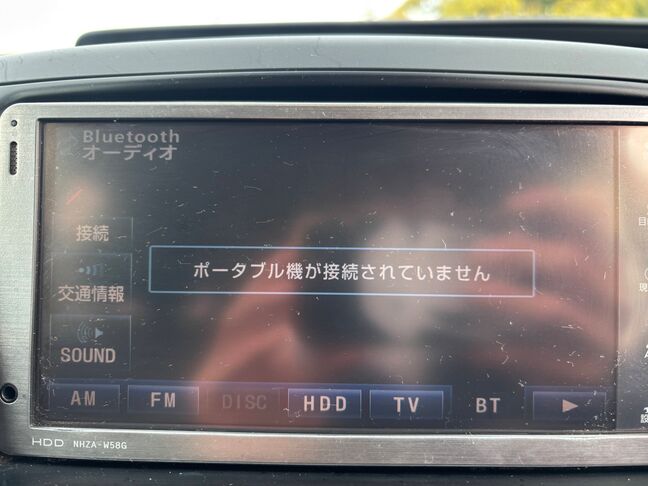 Bluetooth
オーディオ
接続
ポータブル機が接続されていません
交通情報
SOUND
AM FM DISC HDD TV BT
HDD NHZA-W58G